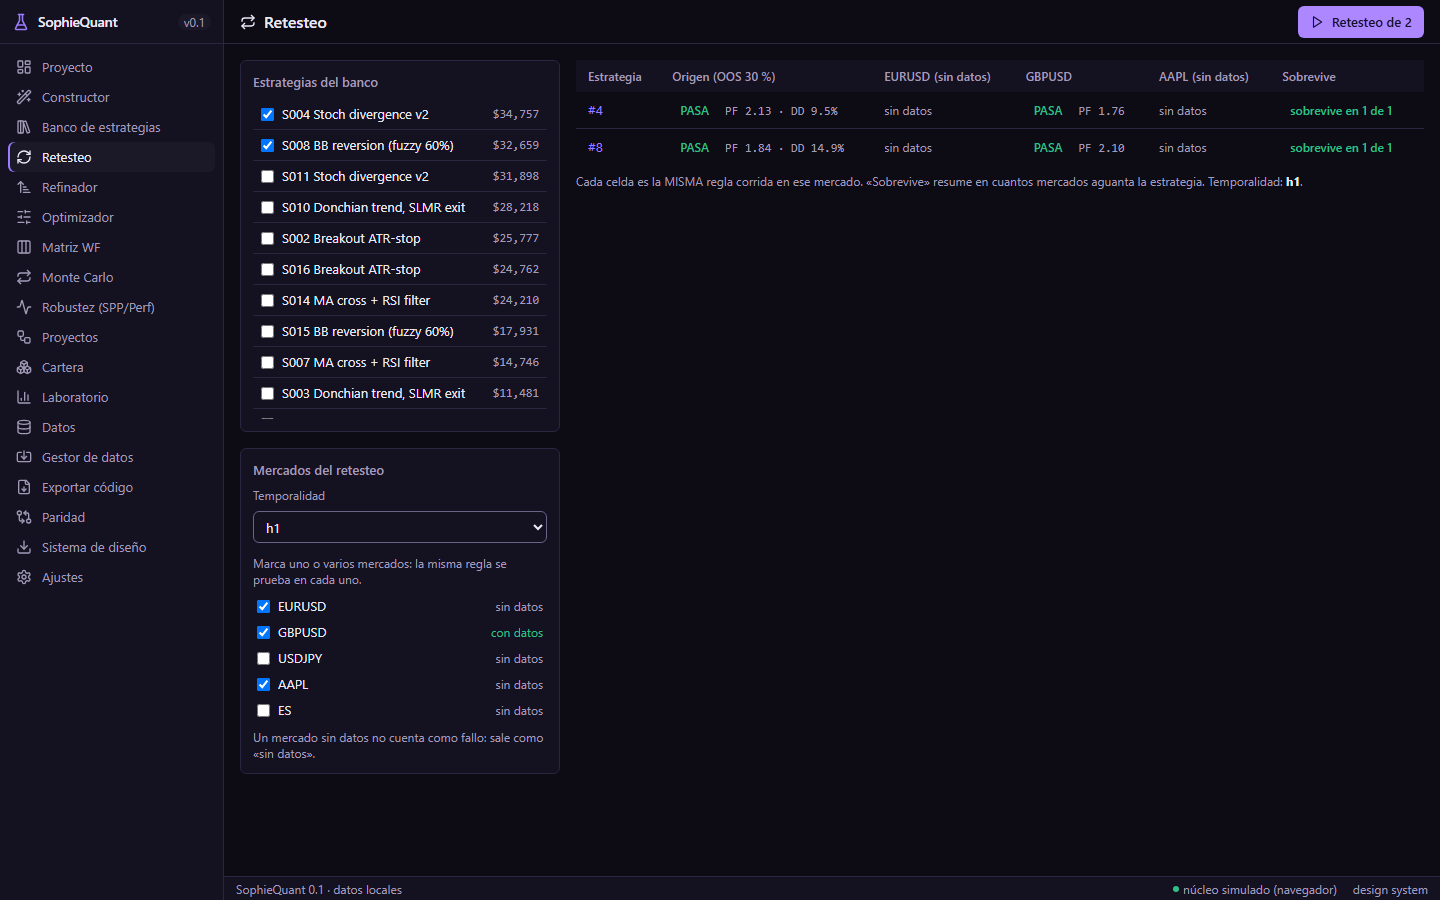 SophieQuant v0.1
Proyecto
Constructor
Banco de estrategias
Retesteo
Refinador
Optimizador
Matriz WF
Monte Carlo
Robustez (SPP/Perf)
Proyectos
Cartera
Laboratorio
Datos
Gestor de datos
Exportar código
Paridad
Sistema de diseño
Ajustes
Retesteo
Retesteo de 2
Estrategias del banco
S004 Stoch divergence v2 $34,757
S008 BB reversion (fuzzy 60%) $32,659
S011 Stoch divergence v2 $31,898
S010 Donchian trend, SLMR exit $28,218
S002 Breakout ATR-stop $25,777
S016 Breakout ATR-stop $24,762
S014 MA cross + RSI filter $24,210
S015 BB reversion (fuzzy 60%) $17,931
S007 MA cross + RSI filter $14,746
S003 Donchian trend, SLMR exit $11,481
Mercados del retesteo
Temporalidad
h1
Marca uno o varios mercados: la misma regla se
prueba en cada uno.
EURUSD sin datos
GBPUSD con datos
USDJPY sin datos
AAPL sin datos
ES sin datos
Un mercado sin datos no cuenta como fallo: sale como
«sin datos».
Estrategia Origen (OOS 30 %) EURUSD (sin datos) GBPUSD AAPL (sin datos) Sobrevive
#4 PASA PF 2.13 · DD 9.5% sin datos PASA PF 1.76 sin datos sobrevive en 1 de 1
#8 PASA PF 1.84 · DD 14.9% sin datos PASA PF 2.10 sin datos sobrevive en 1 de 1
Cada celda es la MISMA regla corrida en ese mercado. «Sobrevive» resume en cuantos mercados aguanta la estrategia. Temporalidad: h1.
SophieQuant 0.1 · datos locales
núcleo simulado (navegador) design system